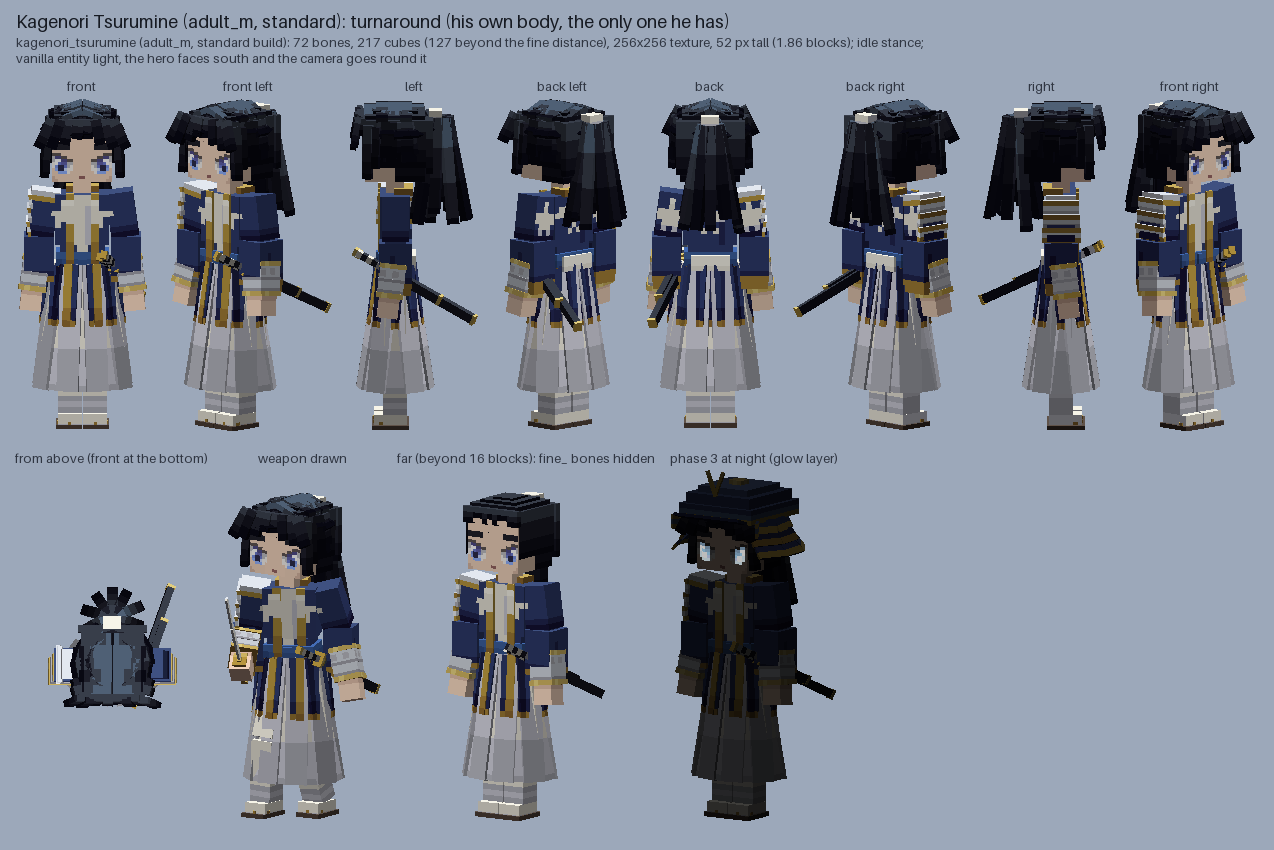 Kagenori Tsurumine (adult_m, standard): turnaround (his own body, the only one he has)
kagenori_tsurumine (adult_m, standard build): 72 bones, 217 cubes (127 beyond the fine distance), 256x256 texture, 52 px tall (1.86 blocks); idle stance;
vanilla entity light, the hero faces south and the camera goes round it
front
front left
left
back left
back
back right
right
front right
from above (front at the bottom)
weapon drawn
far (beyond 16 blocks): fine_ bones hidden
phase 3 at night (glow layer)